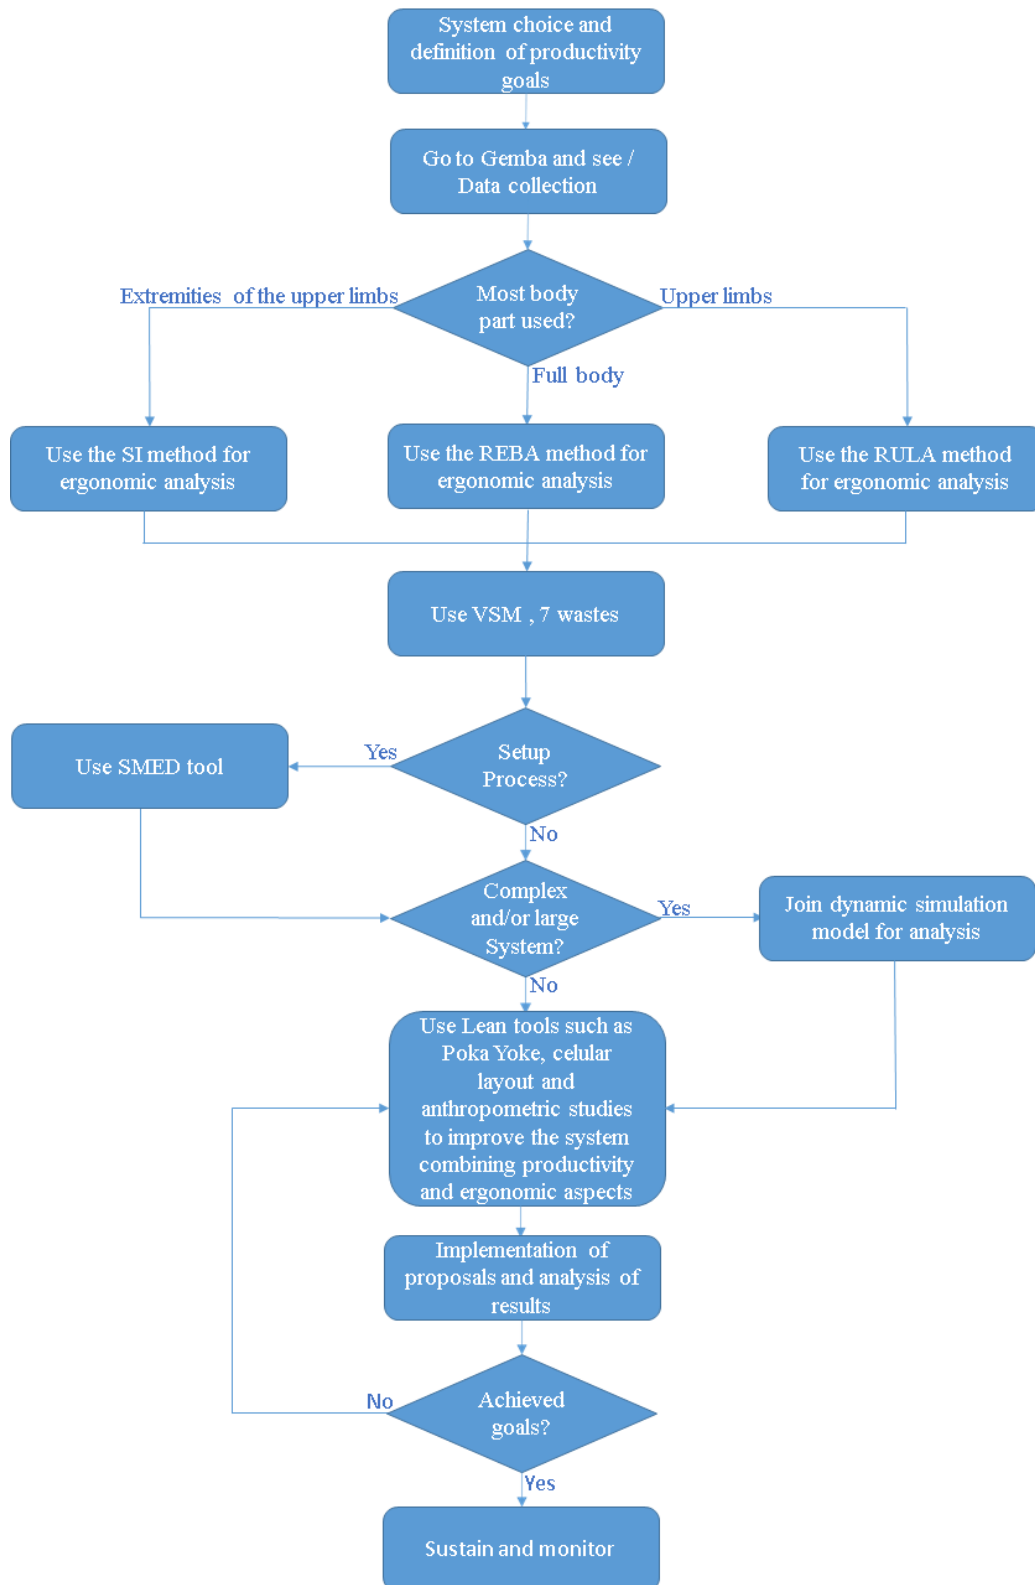 System choice and
definition of productivity
goals
Go to Gemba and see /
Data collection
Extremities of the upper limbs
Most body
part used?
Upper limbs
Full body
Use the SI method for
ergonomic analysis
Use the REBA method for
ergonomic analysis
Use the RULA method
for ergonomic analysis
Use VSM , 7 wastes
Use SMED tool
Yes
Setup
Process?
No
Complex
and/or large
System?
Yes
Join dynamic simulation
model for analysis
No
Use Lean tools such as
Poka Yoke, celular
layout and
anthropometric studies
to improve the system
combining productivity
and ergonomic aspects
Implementation of
proposals and analysis of
results
No
Achieved
goals?
Yes
Sustain and monitor